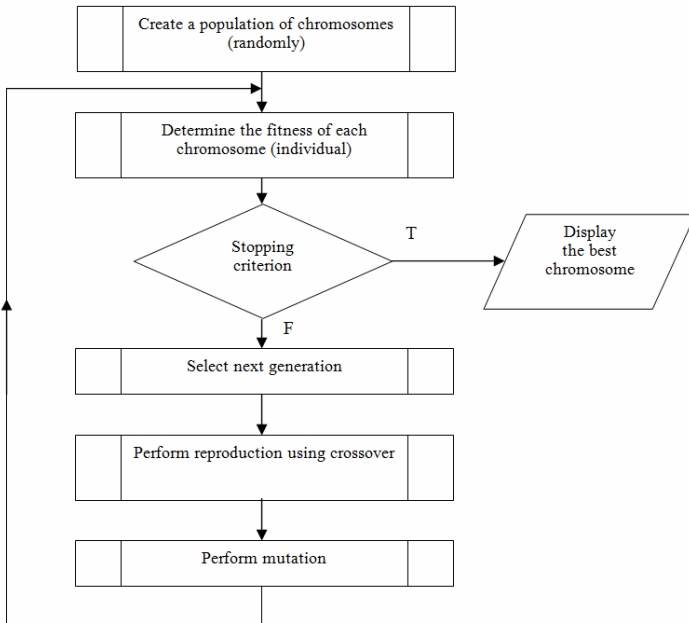 Create a population of chromosomes
(randomly)
Determine the fitness of each
chromosome (individual)
Stopping
criterion
T
Display
the best
chromosome
F
Select next generation
Perform reproduction using crossover
Perform mutation